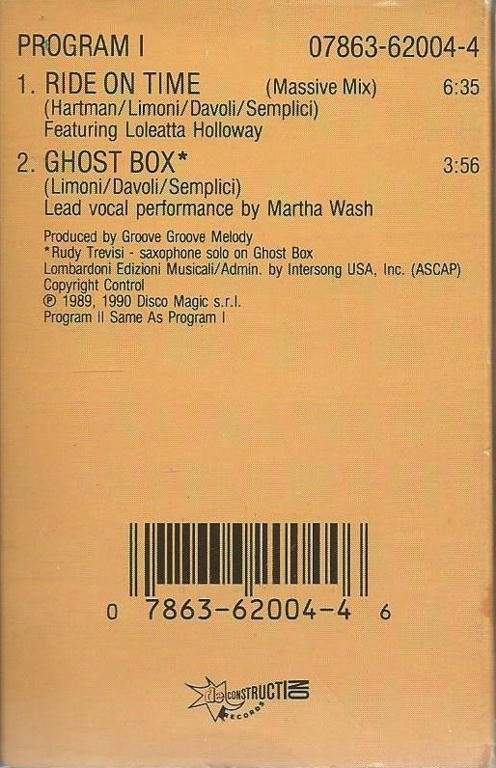 PROGRAM I 07863-62004-4
1. RIDE ON TIME (Massive Mix) 6:35
(Hartman/Limoni/Davoli/Semplici)
Featuring Loleatta Holloway
2. GHOST BOX* 3:56
(Limoni/Davoli/Semplici)
Lead vocal performance by Martha Wash
Produced by Groove Groove Melody
*Rudy Trevisi - saxophone solo on Ghost Box
Lombardoni Edizioni Musicali/Admin. by Intersong USA, Inc. (ASCAP)
Copyright Control
℗ 1989, 1990 Disco Magic s.r.l.
Program II Same As Program I
0 7863-62004-4 6
deCONSTRUCTION
RECORDS